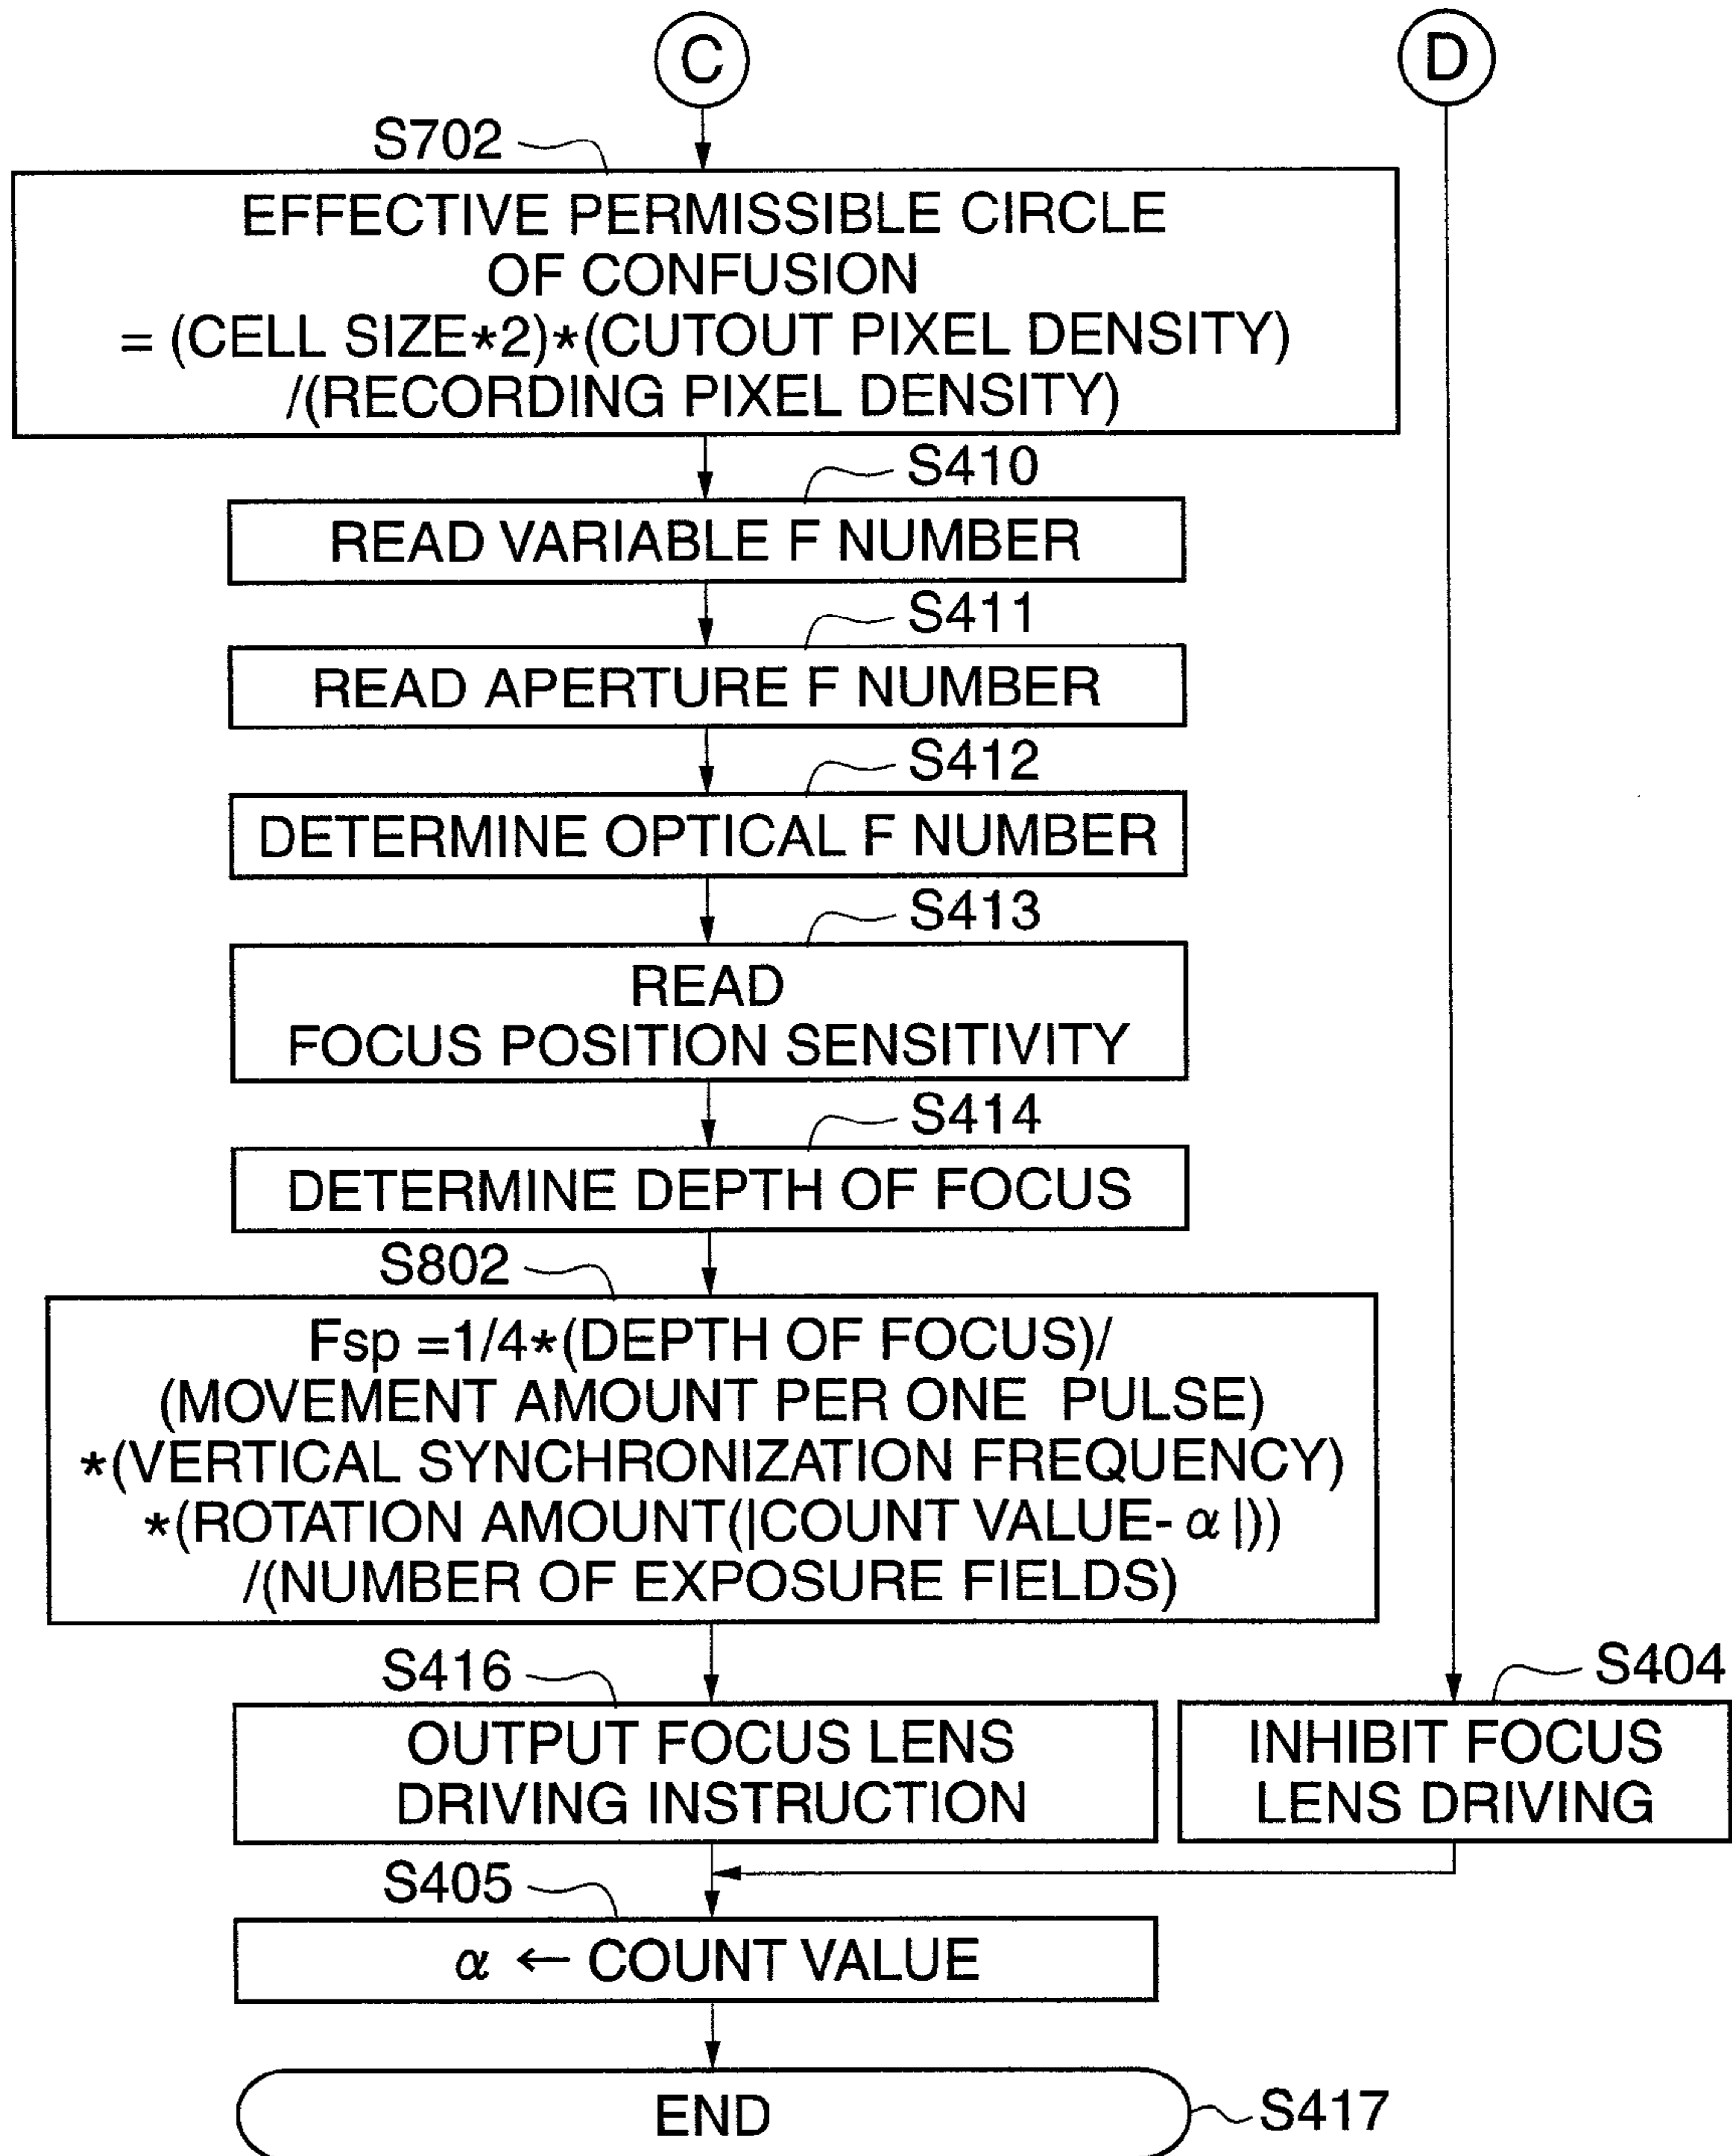 C
D
S702
EFFECTIVE PERMISSIBLE CIRCLE
OF CONFUSION
= (CELL SIZE*2)*(CUTOUT PIXEL DENSITY)
/(RECORDING PIXEL DENSITY)
S410
READ VARIABLE F NUMBER
S411
READ APERTURE F NUMBER
S412
DETERMINE OPTICAL F NUMBER
S413
READ
FOCUS POSITION SENSITIVITY
S414
DETERMINE DEPTH OF FOCUS
S802
Fsp =1/4*(DEPTH OF FOCUS)/
(MOVEMENT AMOUNT PER ONE PULSE)
*(VERTICAL SYNCHRONIZATION FREQUENCY)
*(ROTATION AMOUNT(|COUNT VALUE- α|))
/(NUMBER OF EXPOSURE FIELDS)
S416
OUTPUT FOCUS LENS
DRIVING INSTRUCTION
S404
INHIBIT FOCUS
LENS DRIVING
S405
α ← COUNT VALUE
END
S417